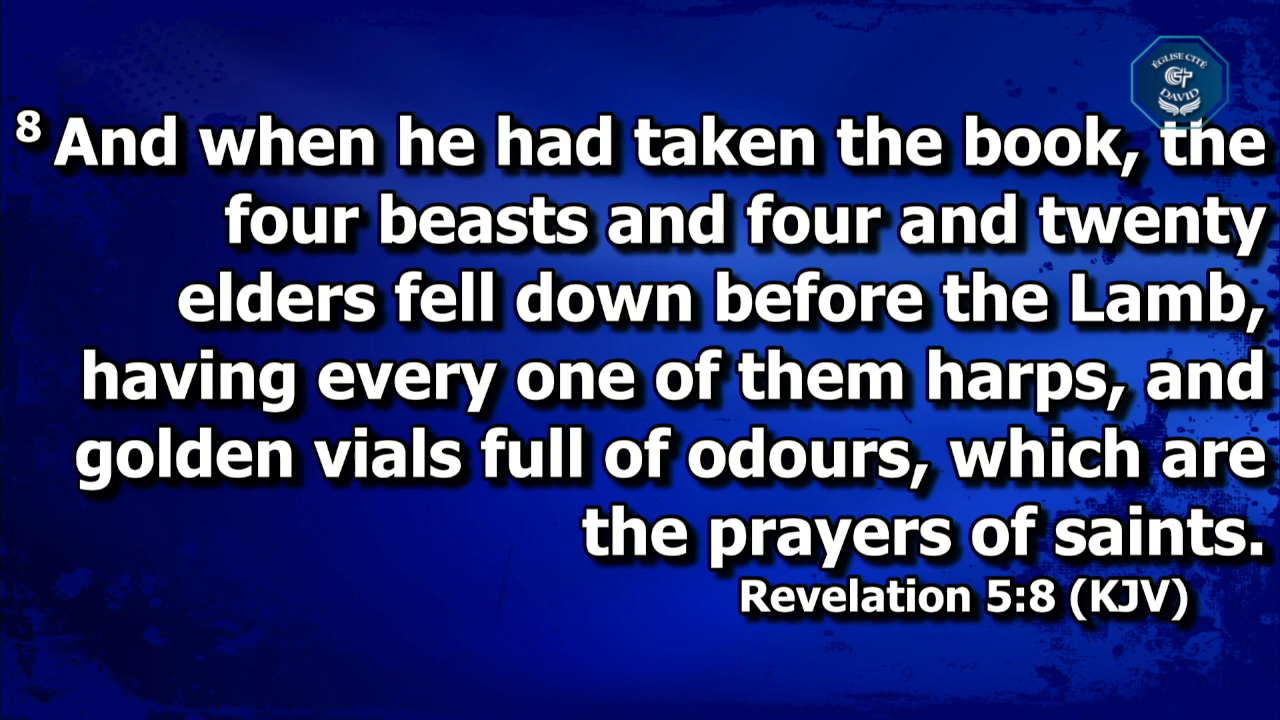 ÉGLISE CITÉ
DAVID
8 And when he had taken the book, the
four beasts and four and twenty
elders fell down before the Lamb,
having every one of them harps, and
golden vials full of odours, which are
the prayers of saints.
Revelation 5:8 (KJV)